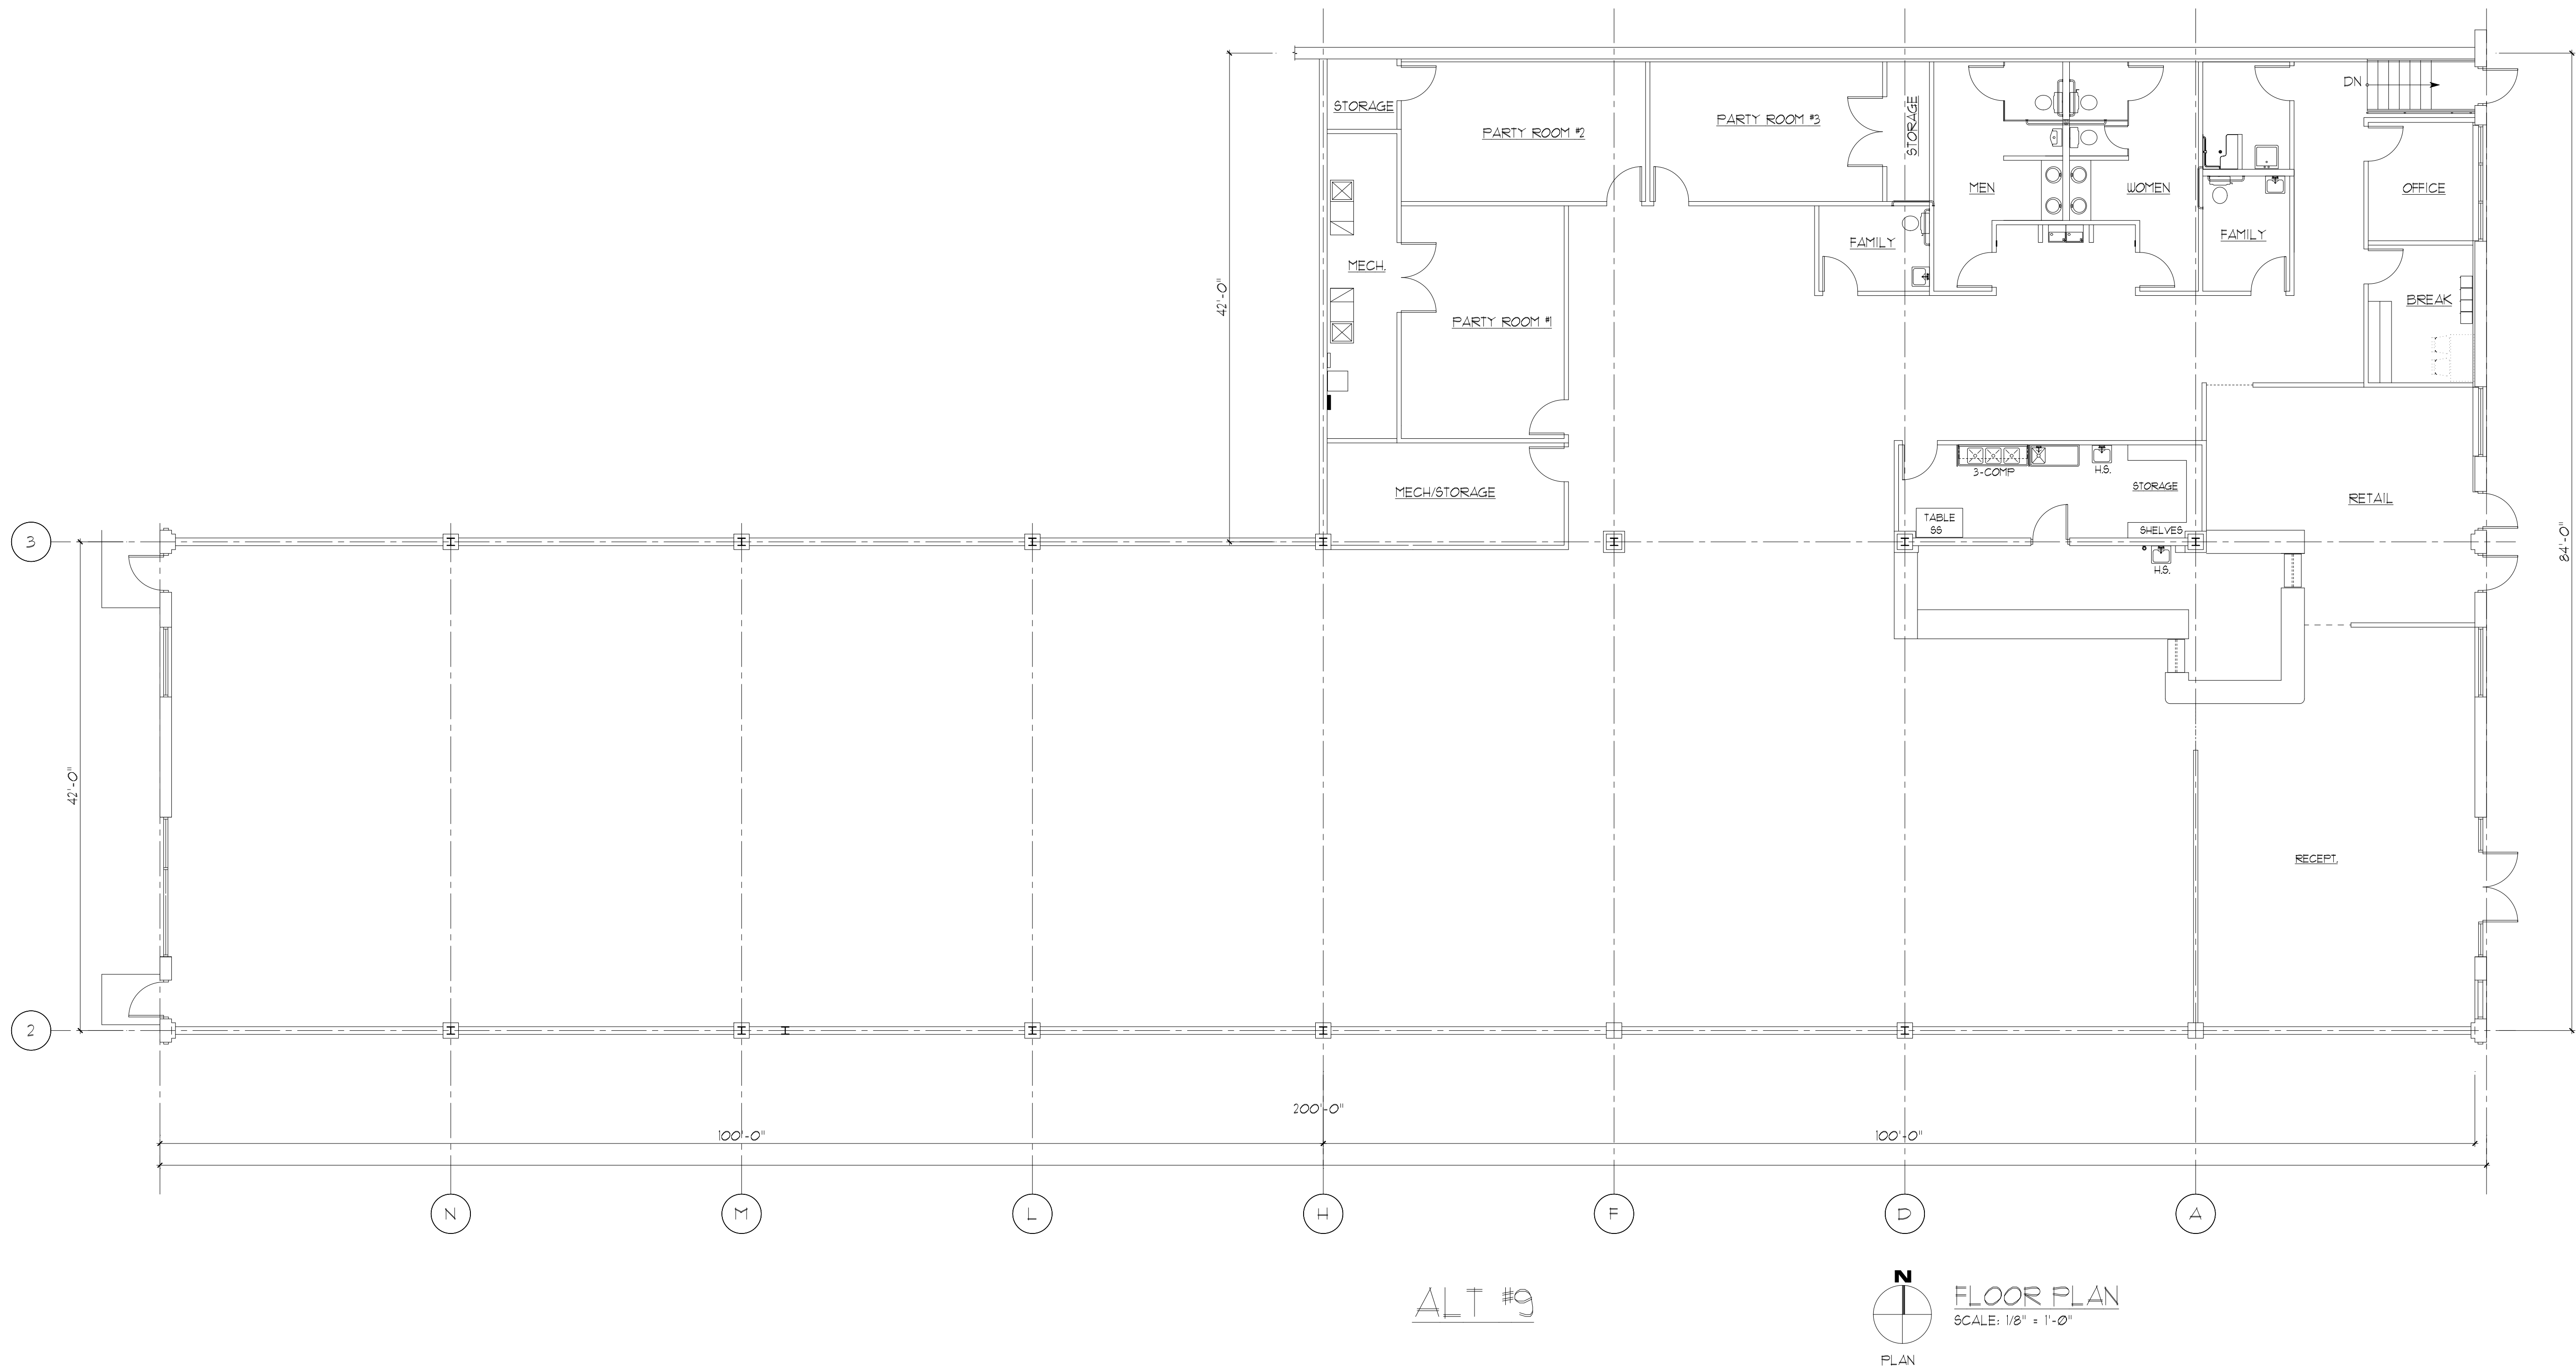 DN
STORAGE
PARTY ROOM #2
PARTY ROOM #3
STORAGE
MEN
WOMEN
OFFICE
FAMILY
FAMILY
MECH.
42'-0"
BREAK
PARTY ROOM #1
3-COMP
H.S.
STORAGE
MECH/STORAGE
RETAIL
TABLE
SS
SHELVES
3
H.S.
84'-0"
42'-0"
RECEPT.
2
200'-0"
100'-0"
100'-0"
N
M
L
H
F
D
A
ALT #9
N
PLAN
FLOOR PLAN
SCALE: 1/8" = 1'-0"